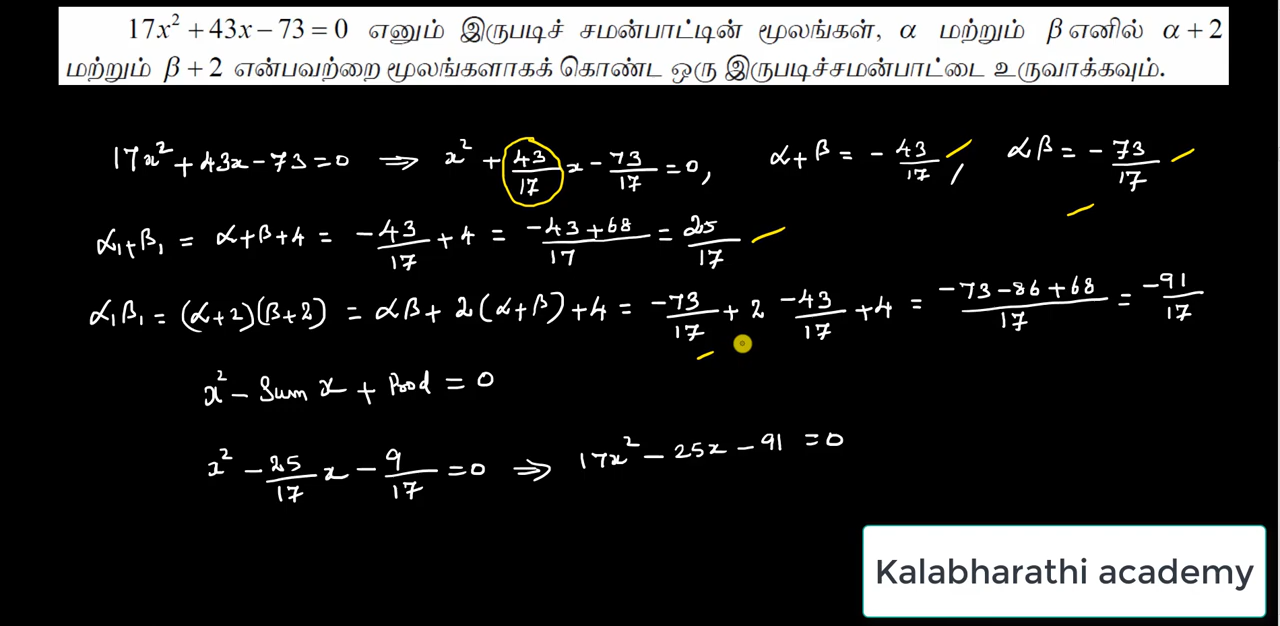 17x² + 43x − 73 = 0 எனும் இருபடிச் சமன்பாட்டின் மூலங்கள், α மற்றும் β எனில் α + 2
மற்றும் β + 2 என்பவற்றை மூலங்களாகக் கொண்ட ஒரு இருபடிச்சமன்பாட்டை உருவாக்கவும்.
17x² + 43x − 73 = 0 ⇒ x² + 43/17 x − 73/17 = 0, α + β = − 43/17, αβ = − 73/17
α₁+β₁ = α+β+4 = −43/17 + 4 = −43+68/17 = 25/17
α₁β₁ = (α+2)(β+2) = αβ + 2(α+β) + 4 = −73/17 + 2 −43/17 + 4 = −73−86+68/17 = −91/17
x² − Sum x + Prod = 0
x² − 25/17 x − 9/17 = 0 ⇒ 17x² − 25x − 91 = 0
Kalabharathi academy